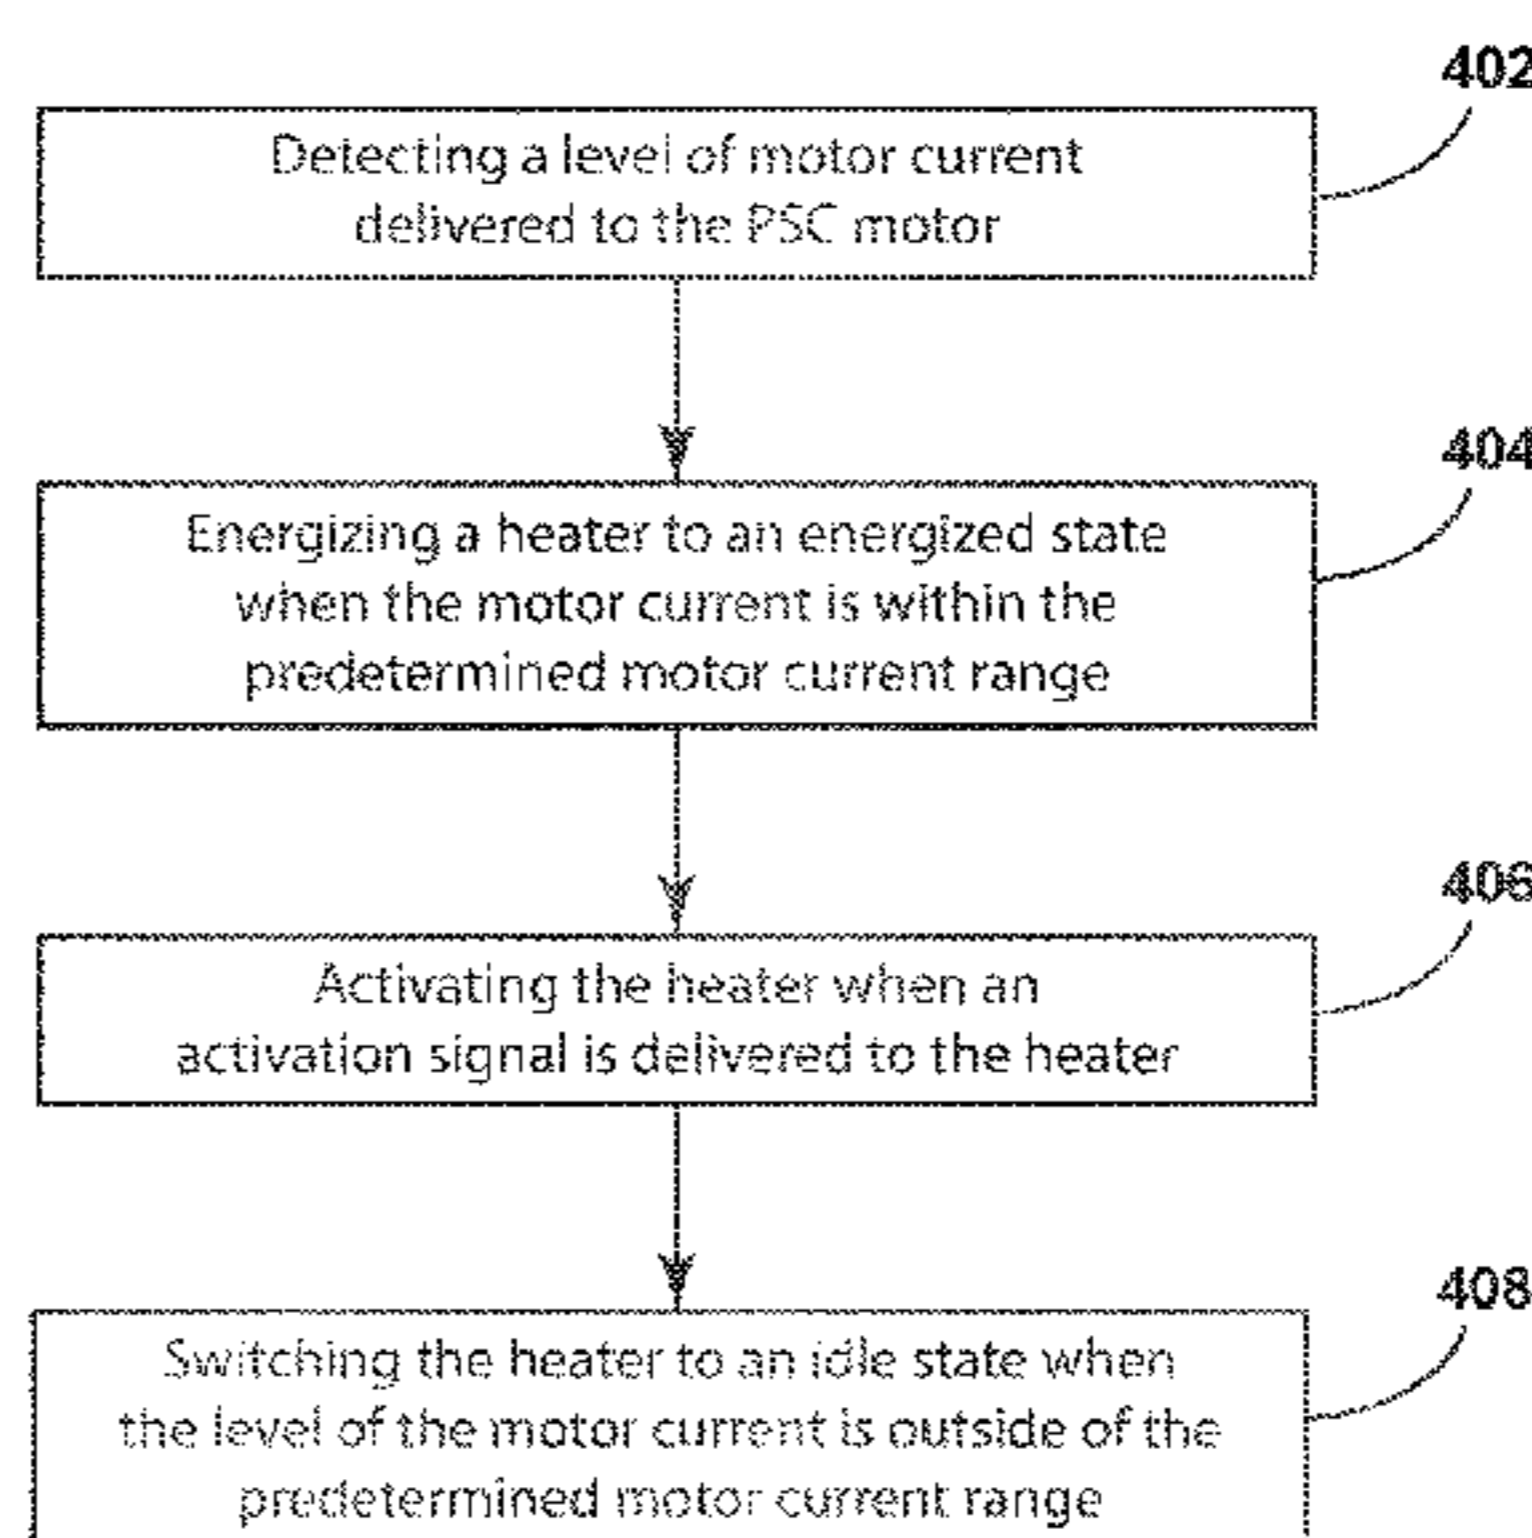 402
Detecting a level of motor current
delivered to the PSC motor
404
Energizing a heater to an energized state
when the motor current is within the
predetermined motor current range
406
Activating the heater when an
activation signal is delivered to the heater
408
Switching the heater to an idle state when
the level of the motor current is outside of the
predetermined motor current range